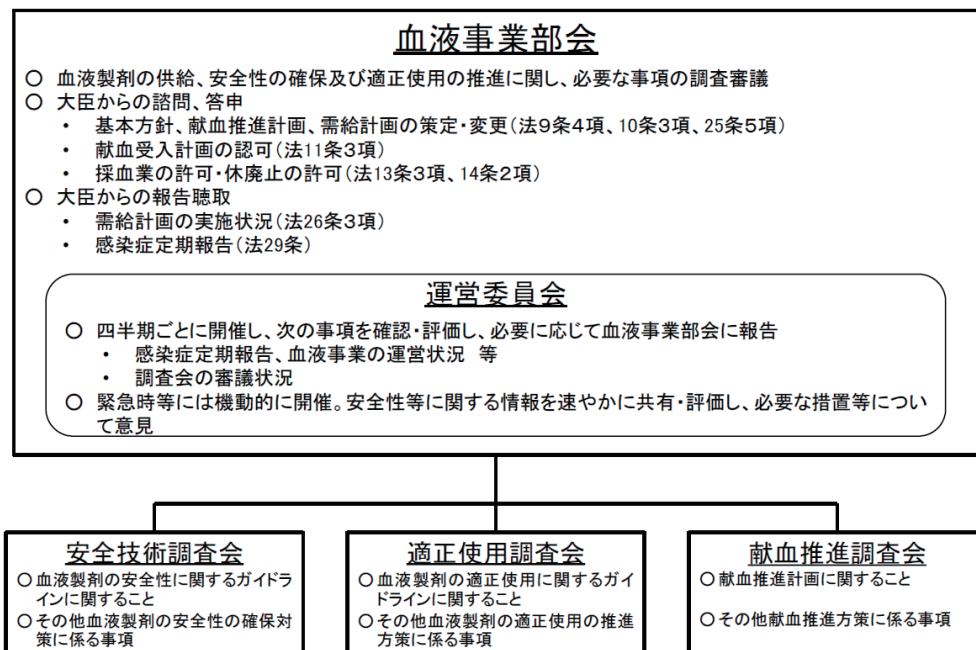 血液事業部会
○ 血液製剤の供給、安全性の確保及び適正使用の推進に関し、必要な事項の調査審議
○ 大臣からの諮問、答申
・ 基本方針、献血推進計画、需給計画の策定・変更(法9条4項、10条3項、25条5項)
・ 献血受入計画の認可(法11条3項)
・ 採血業の許可・休廃止の許可(法13条3項、14条2項)
○ 大臣からの報告聴取
・ 需給計画の実施状況(法26条3項)
・ 感染症定期報告(法29条)
運営委員会
○ 四半期ごとに開催し、次の事項を確認・評価し、必要に応じて血液事業部会に報告
・ 感染症定期報告、血液事業の運営状況 等
・ 調査会の審議状況
○ 緊急時等には機動的に開催。安全性等に関する情報を速やかに共有・評価し、必要な措置等につい
て意見
安全技術調査会
○血液製剤の安全性に関するガイドラ
インに関すること
○その他血液製剤の安全性の確保対
策に係る事項
適正使用調査会
○血液製剤の適正使用に関するガイ
ドラインに関すること
○その他血液製剤の適正使用の推進
方策に係る事項
献血推進調査会
○献血推進計画に関すること
○その他献血推進方策に係る事項